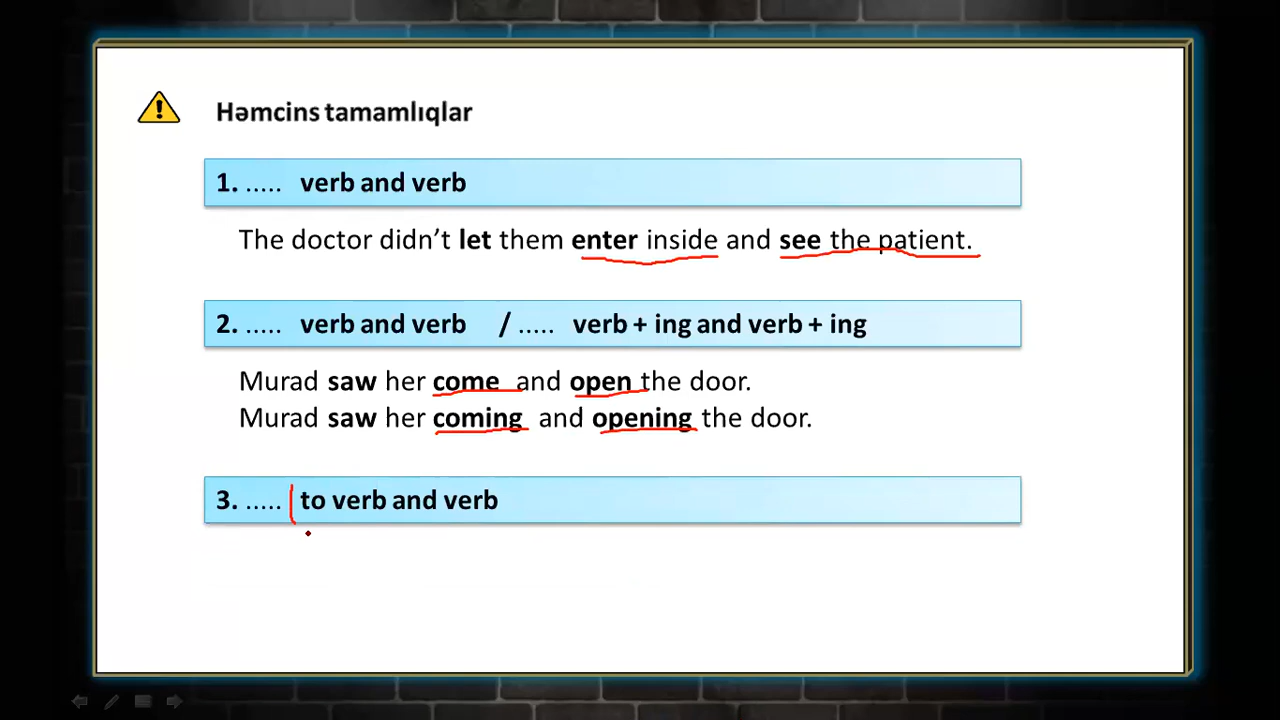 Həmcins tamamlıqlar
1. ..... verb and verb
The doctor didn’t let them enter inside and see the patient.
2. ..... verb and verb / ..... verb + ing and verb + ing
Murad saw her come and open the door.
Murad saw her coming and opening the door.
3. ..... to verb and verb